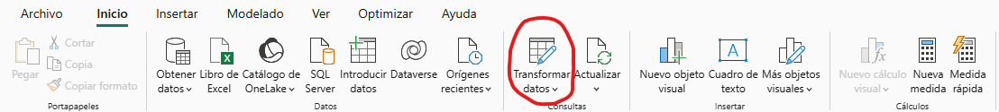 Archivo Inicio Insertar Modelado Ver Optimizar Ayuda
Pegar
Cortar
Copia
Copiar formato
Portapapeles
Obtener
datos
Libro de
Excel
Catálogo de
OneLake
SQL
Server
Introducir
datos
Dataverse
Orígenes
recientes
Datos
Transformar
datos
Actualizar
Consultas
Nuevo objeto
visual
Cuadro de
texto
A
Más objetos
visuales
Insertar
Nuevo cálculo
visual
Nueva
medida
Medida
rápida
Cálculos